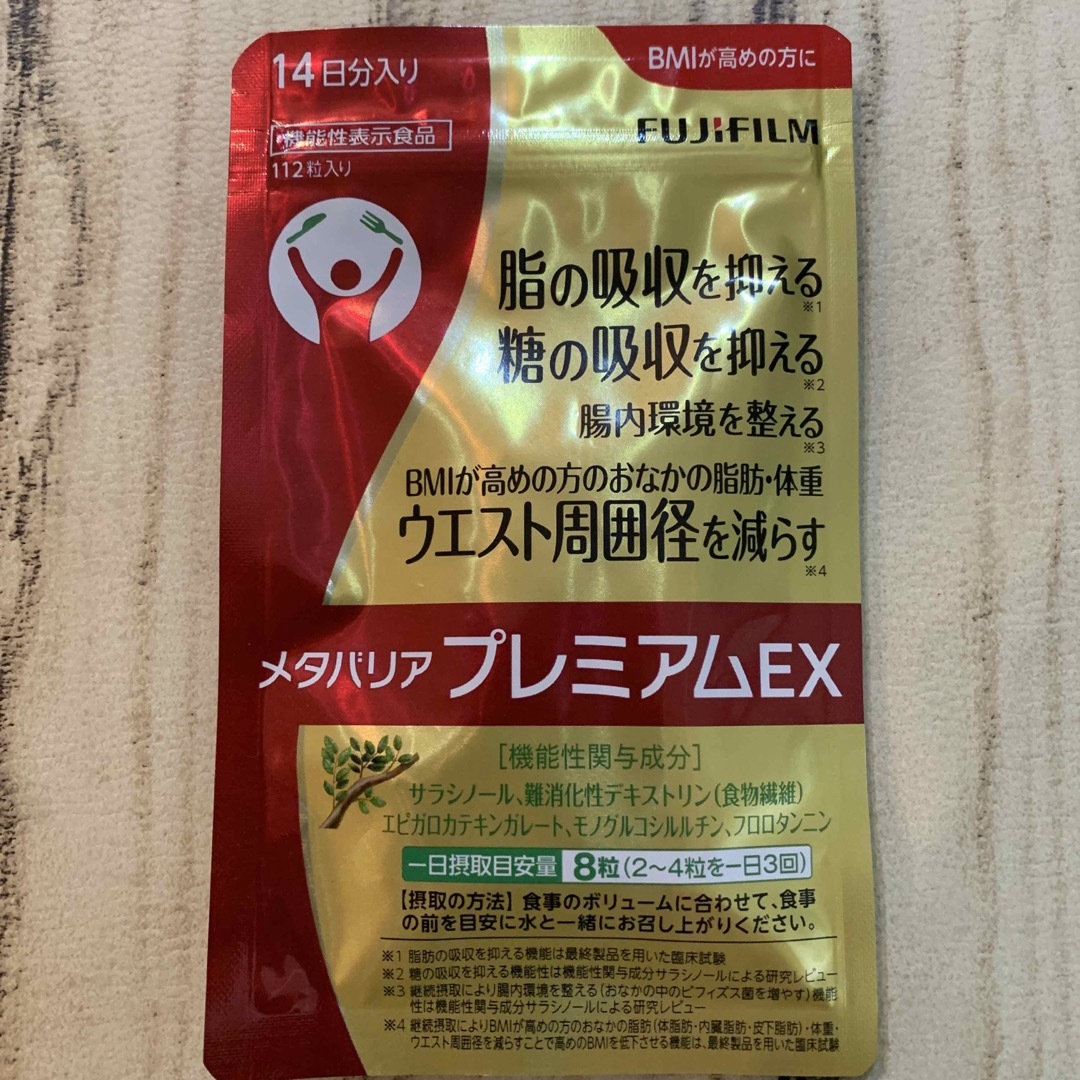 14日分入り
BMIが高めの方に
機能性表示食品
FUJIFILM
112粒入り
脂の吸収を抑える
※1
糖の吸収を抑える
※2
腸内環境を整える
※3
BMIが高めの方のおなかの脂肪・体重
ウエスト周囲径を減らす
※4
メタバリア プレミアムEX
[機能性関与成分]
サラシノール、難消化性デキストリン(食物繊維)
エピガロカテキンガレート、モノグルコシルルチン、フロロタンニン
一日摂取目安量 8粒(2～4粒を一日3回)
【摂取の方法】食事のボリュームに合わせて、食事
の前を目安に水と一緒にお召し上がりください。
※1 脂肪の吸収を抑える機能は最終製品を用いた臨床試験
※2 糖の吸収を抑える機能性は機能性関与成分サラシノールによる研究レビュー
※3 継続摂取により腸内環境を整える(おなかの中のビフィズス菌を増やす)機能
性は機能性関与成分サラシノールによる研究レビュー
※4 継続摂取によりBMIが高めの方のおなかの脂肪(体脂肪・内臓脂肪・皮下脂肪)・体重・
ウエスト周囲径を減らすことで高めのBMIを低下させる機能は、最終製品を用いた臨床試験